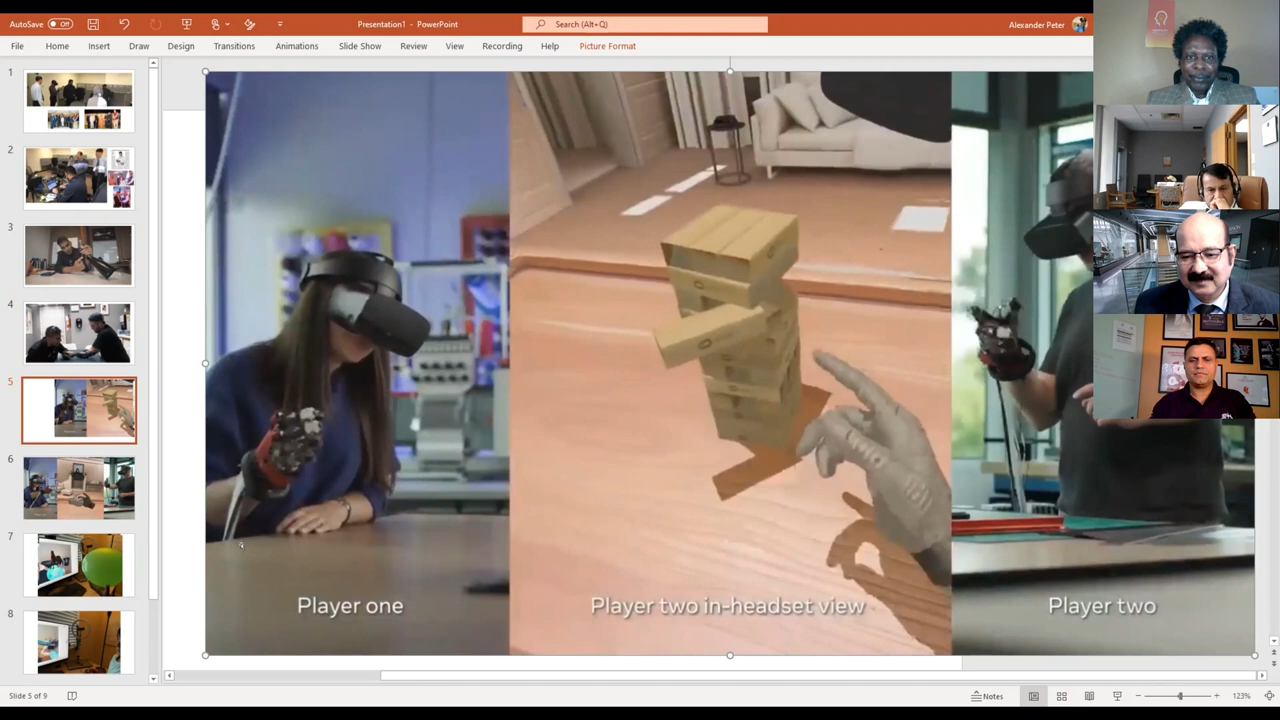 AutoSave Off Presentation1 - PowerPoint Search (Alt+Q) Alexander Peter
File Home Insert Draw Design Transitions Animations Slide Show Review View Recording Help Picture Format
1
2
3
4
5
6
7
8
Player one Player two in-headset view Player two
Slide 5 of 9 Notes 123%